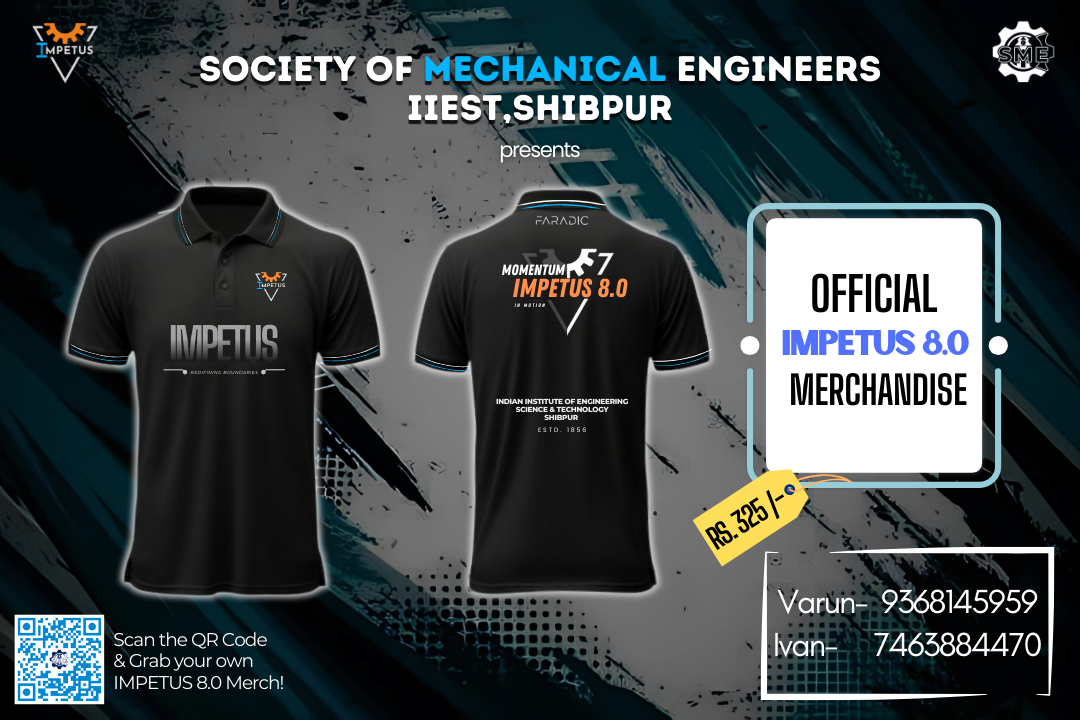 IMPETUS
SME
SOCIETY OF MECHANICAL ENGINEERS
IIEST,SHIBPUR
presents
IMPETUS
IMPETUS
REDIFINING BOUNDARIES
FARADIC
MOMENTUM
IMPETUS 8.0
IN MOTION
INDIAN INSTITUTE OF ENGINEERING
SCIENCE & TECHNOLOGY
SHIBPUR
ESTD. 1856
OFFICIAL
IMPETUS 8.0
MERCHANDISE
RS. 325 /-
Varun- 9368145959
Ivan- 7463884470
Scan the QR Code
& Grab your own
IMPETUS 8.0 Merch!